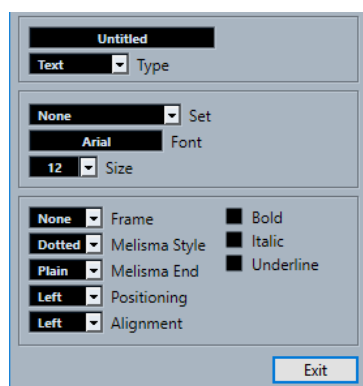 Untitled
Text Type
None Set
Arial Font
12 Size
None Frame Bold
Dotted Melisma Style Italic
Plain Melisma End Underline
Left Positioning
Left Alignment
Exit